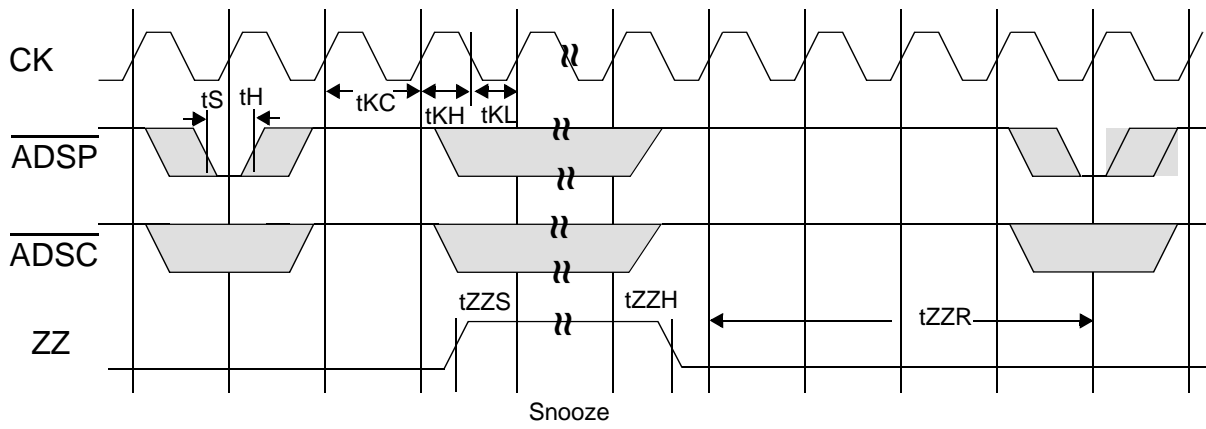 CK
tS
tH
tKC
tKH
tKL
ADSP
ADSC
tZZS
tZZH
tZZR
ZZ
Snooze